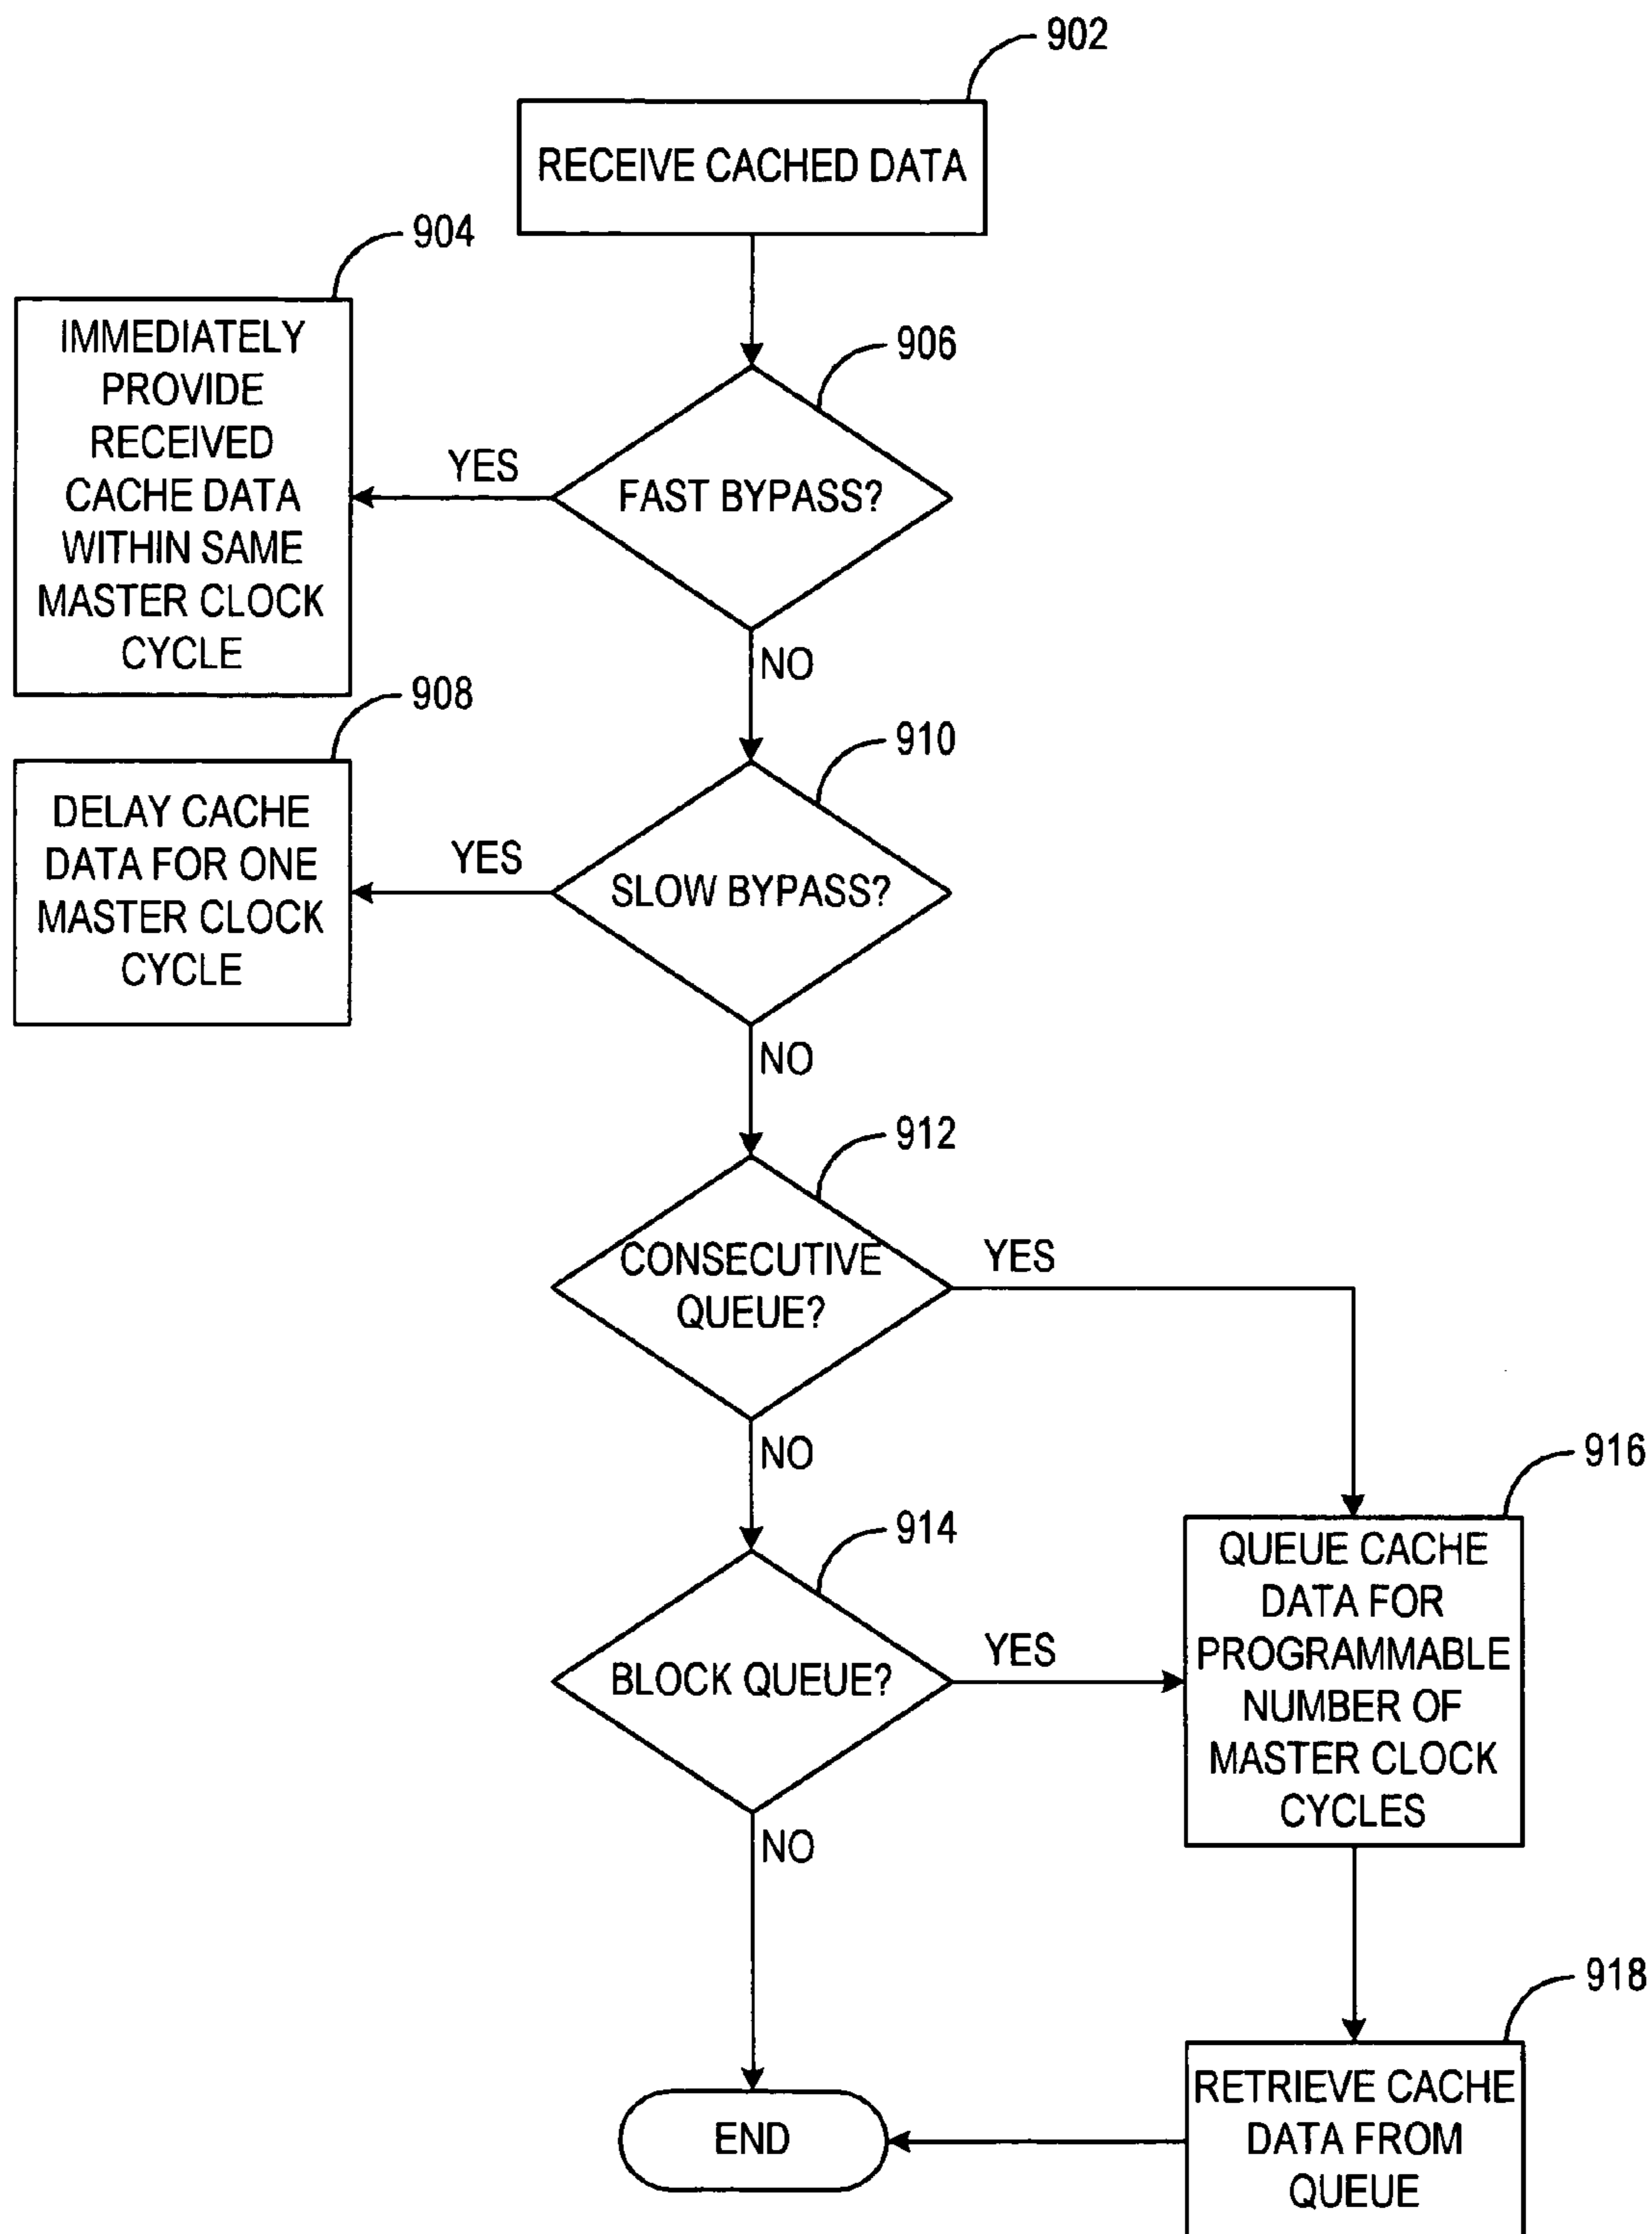 902
RECEIVE CACHED DATA
904
IMMEDIATELY
PROVIDE
RECEIVED
CACHE DATA
WITHIN SAME
MASTER CLOCK
CYCLE
906
FAST BYPASS?
YES
NO
908
DELAY CACHE
DATA FOR ONE
MASTER CLOCK
CYCLE
910
SLOW BYPASS?
YES
NO
912
CONSECUTIVE
QUEUE?
YES
NO
914
BLOCK QUEUE?
YES
NO
916
QUEUE CACHE
DATA FOR
PROGRAMMABLE
NUMBER OF
MASTER CLOCK
CYCLES
918
RETRIEVE CACHE
DATA FROM
QUEUE
END